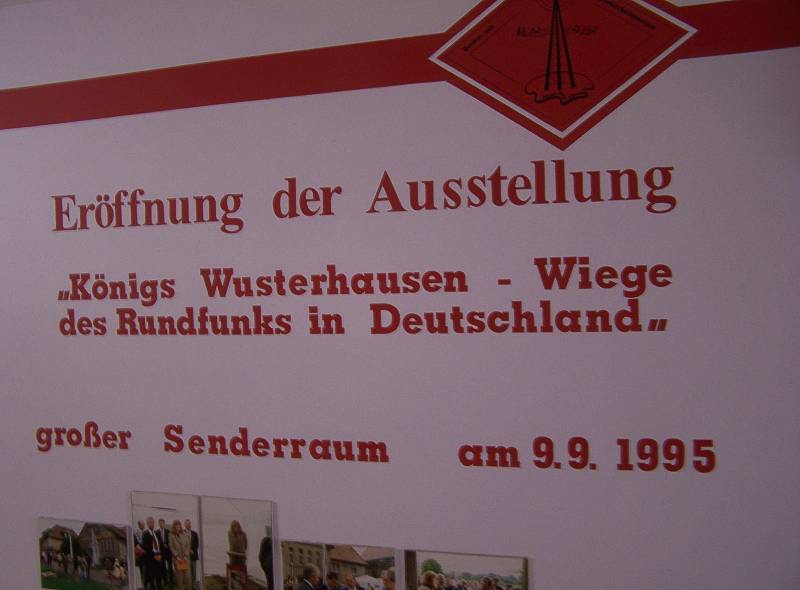 Eröffnung der Ausstellung
„Königs Wusterhausen - Wiege
des Rundfunks in Deutschland„
großer Senderraum am 9.9. 1995